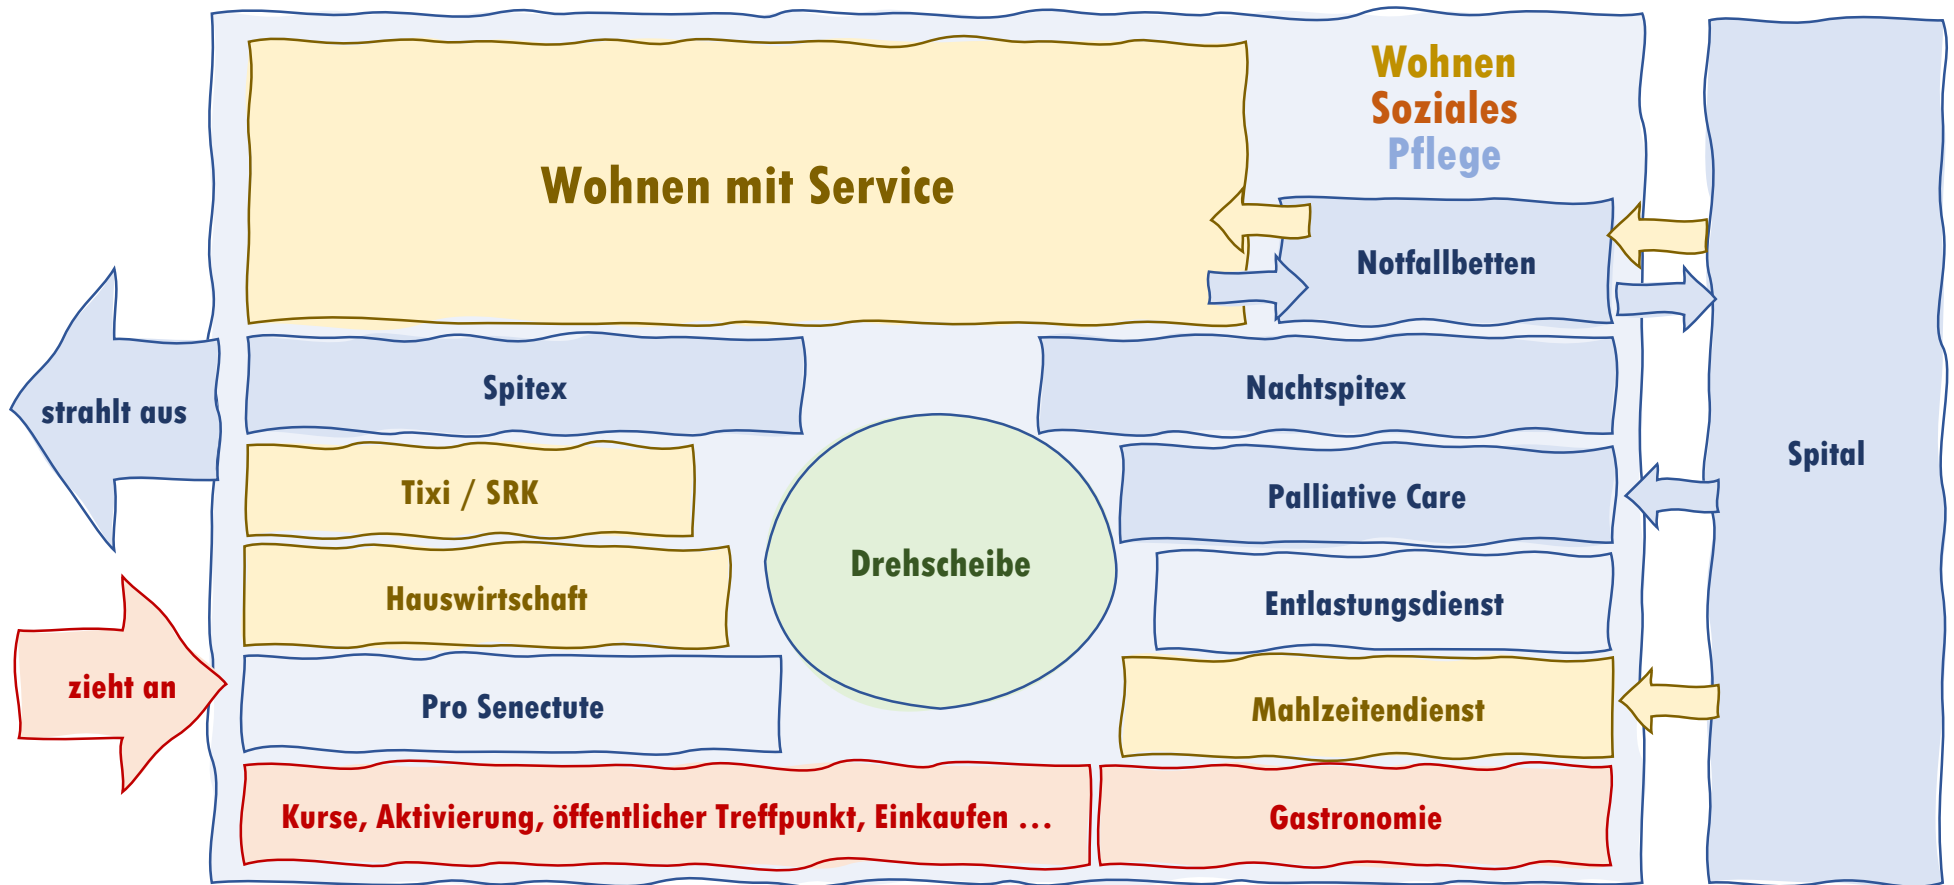 Wohnen
Soziales
Pflege
Wohnen mit Service
Notfallbetten
strahlt aus
Spitex
Nachtspitex
Spital
Tixi / SRK
Palliative Care
Drehscheibe
Hauswirtschaft
Entlastungsdienst
zieht an
Pro Senectute
Mahlzeitendienst
Kurse, Aktivierung, öffentlicher Treffpunkt, Einkaufen ...
Gastronomie